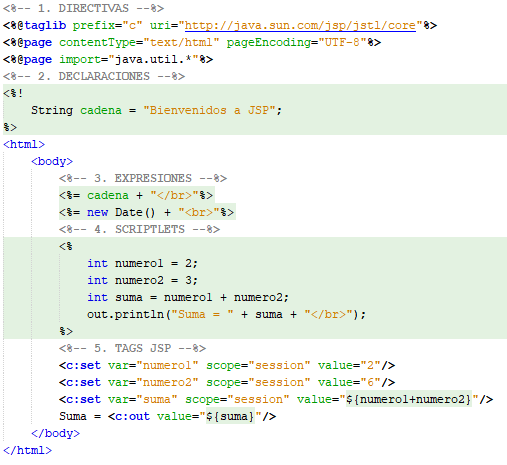 <%-- 1. DIRECTIVAS --%>
<%@taglib prefix="c" uri="http://java.sun.com/jsp/jstl/core"%>
<%@page contentType="text/html" pageEncoding="UTF-8"%>
<%@page import="java.util.*"%>
<%-- 2. DECLARACIONES --%>
<%!
    String cadena = "Bienvenidos a JSP";
%>
<html>
    <body>
        <%-- 3. EXPRESIONES --%>
        <%= cadena + "</br>"%>
        <%= new Date() + "<br>"%>
        <%-- 4. SCRIPTLETS --%>
        <%
            int numero1 = 2;
            int numero2 = 3;
            int suma = numero1 + numero2;
            out.println("Suma = " + suma + "</br>");
        %>
        <%-- 5. TAGS JSP --%>
        <c:set var="numero1" scope="session" value="2"/>
        <c:set var="numero2" scope="session" value="6"/>
        <c:set var="suma" scope="session" value="${numero1+numero2}"/>
        Suma = <c:out value="${suma}"/>
    </body>
</html>